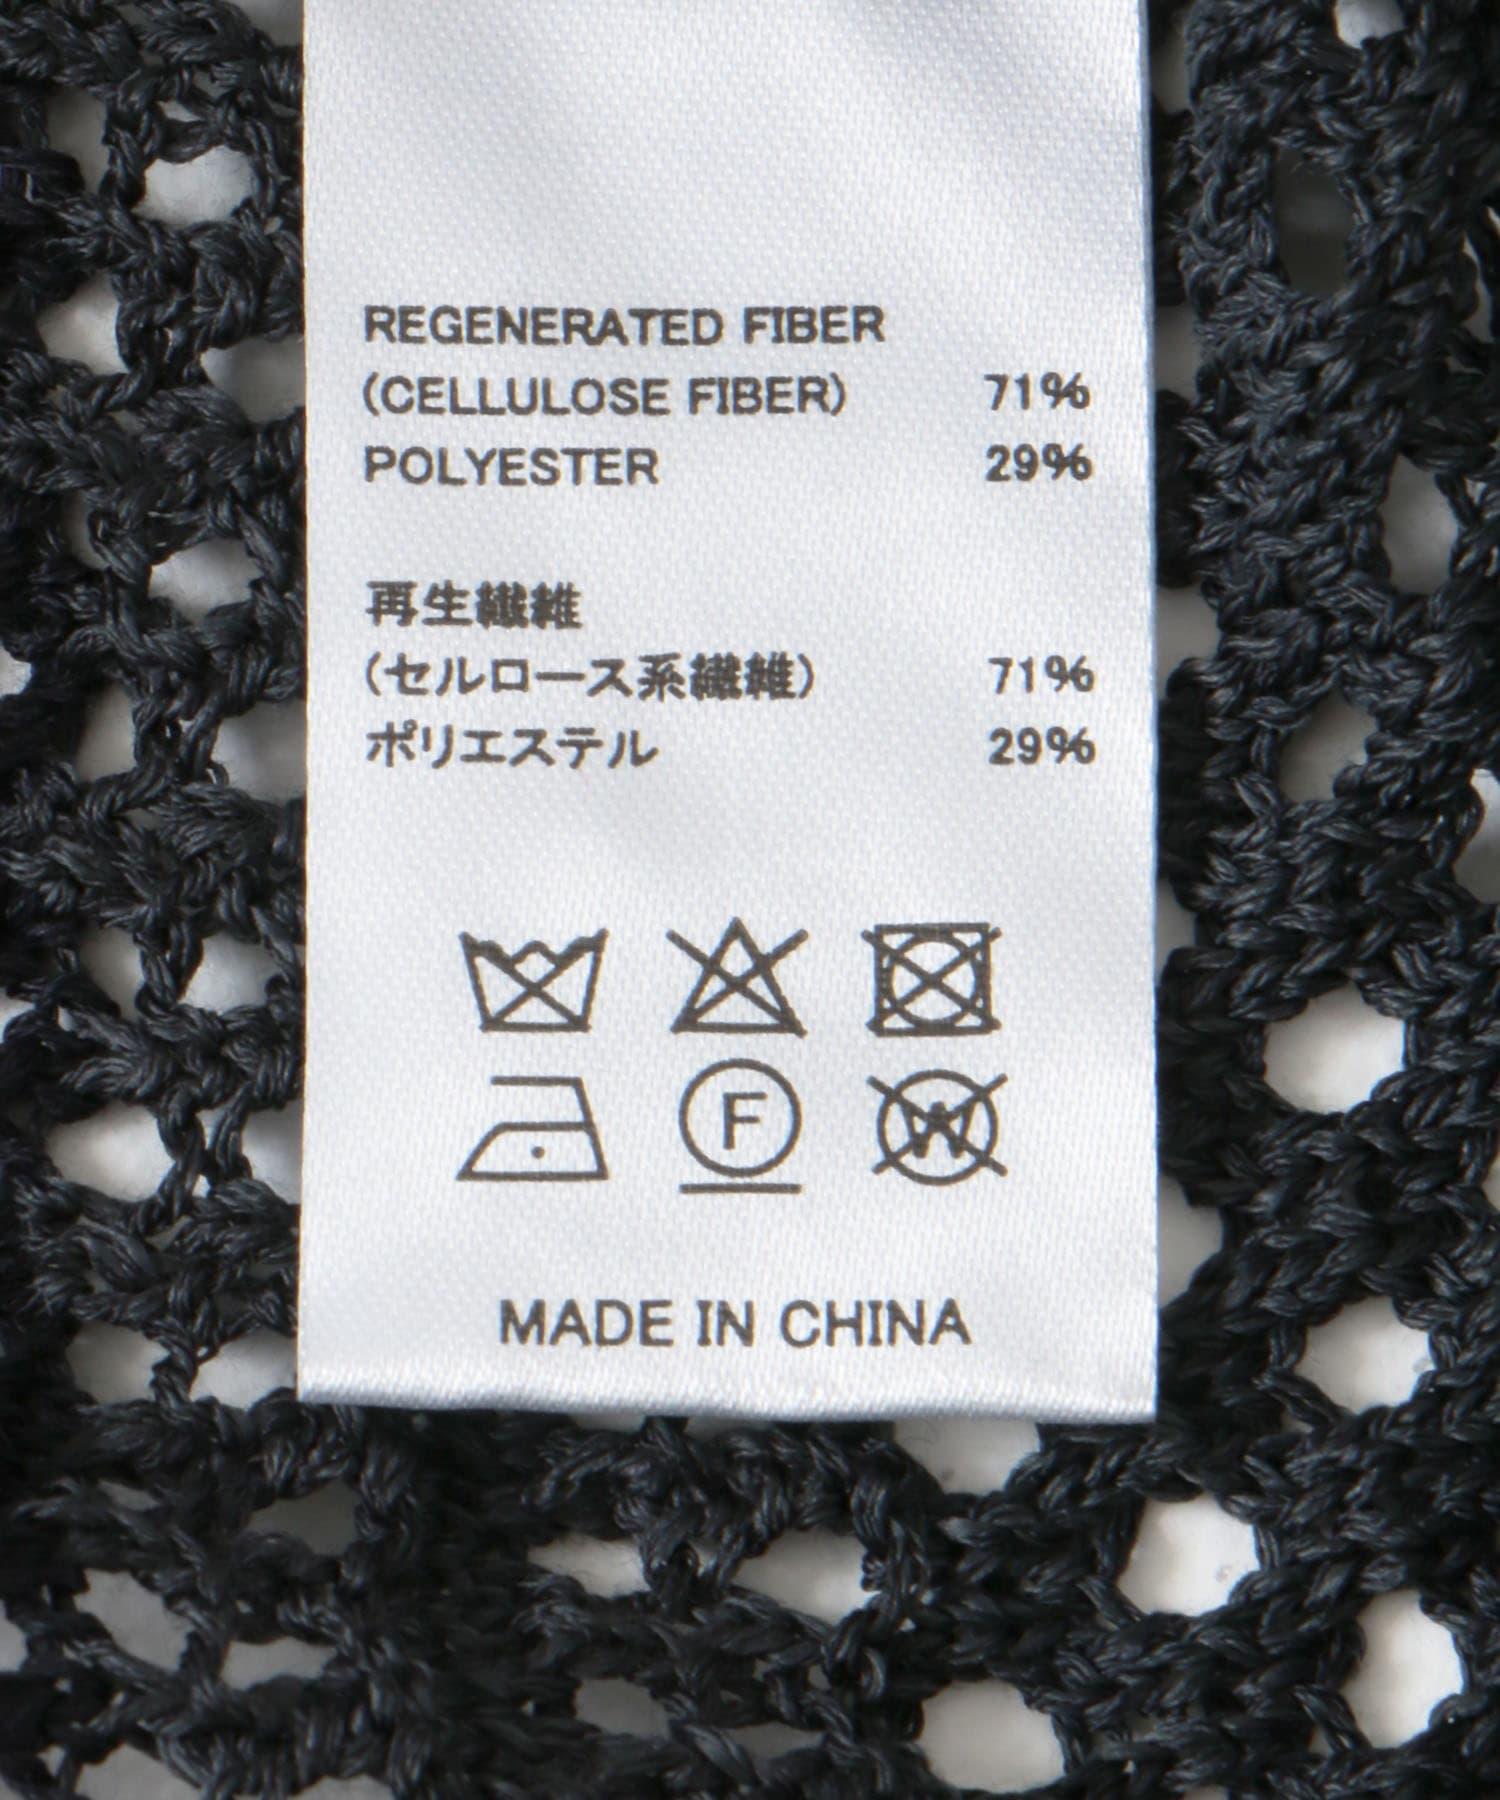 REGENERATED FIBER
(CELLULOSE FIBER) 71%
POLYESTER 29%
再生繊維
(セルロース系繊維) 71%
ポリエステル 29%
F W
MADE IN CHINA